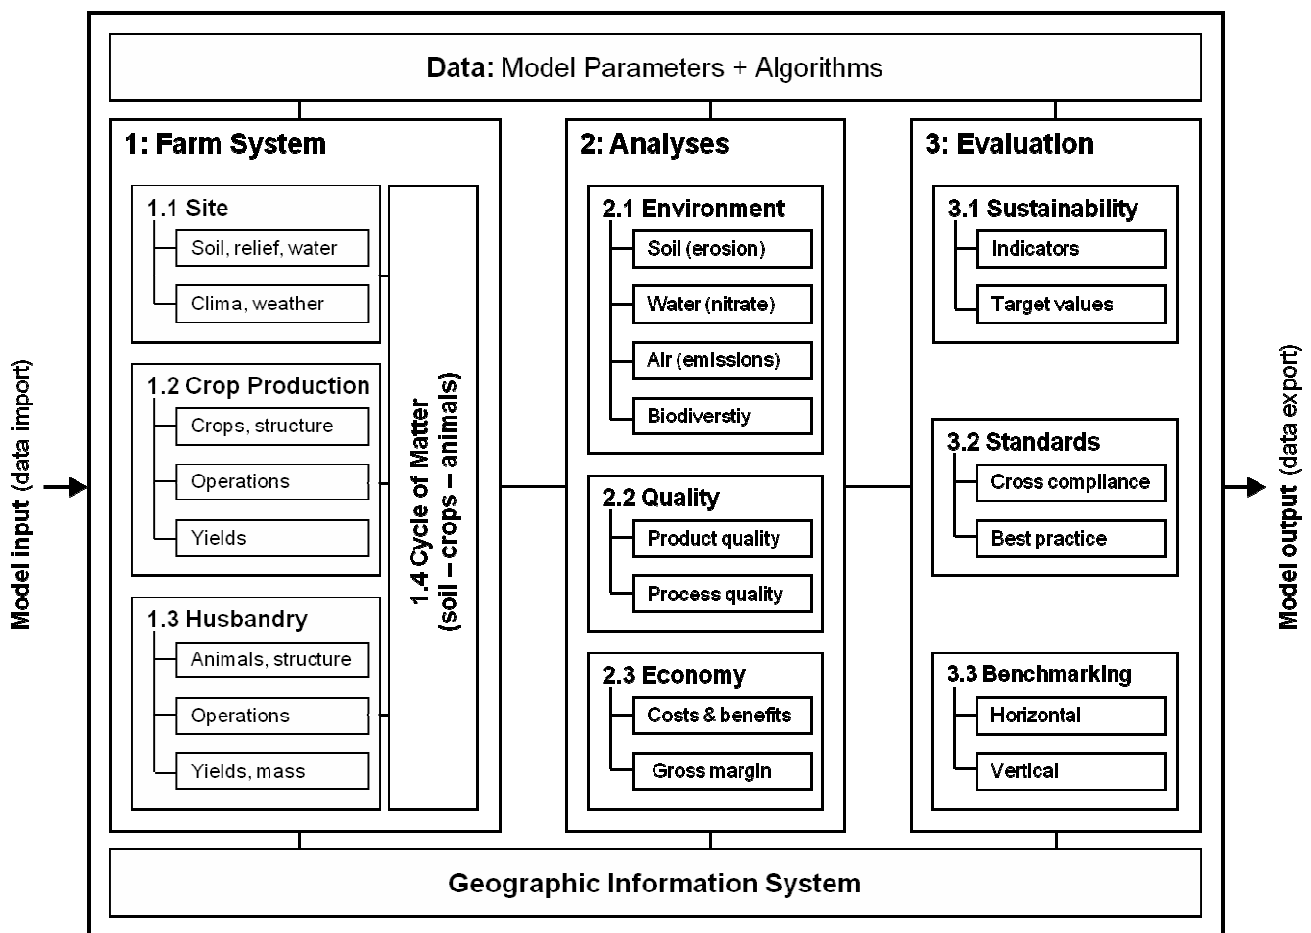 Data: Model Parameters + Algorithms
1: Farm System
1.1 Site
Soil, relief, water
Clima, weather
1.2 Crop Production
Crops, structure
Operations
Yields
1.3 Husbandry
Animals, structure
Operations
Yields, mass
1.4 Cycle of Matter
(soil – crops – animals)
2: Analyses
2.1 Environment
Soil (erosion)
Water (nitrate)
Air (emissions)
Biodiverstiy
2.2 Quality
Product quality
Process quality
2.3 Economy
Costs & benefits
Gross margin
3: Evaluation
3.1 Sustainability
Indicators
Target values
3.2 Standards
Cross compliance
Best practice
3.3 Benchmarking
Horizontal
Vertical
Model input (data import)
Model output (data export)
Geographic Information System